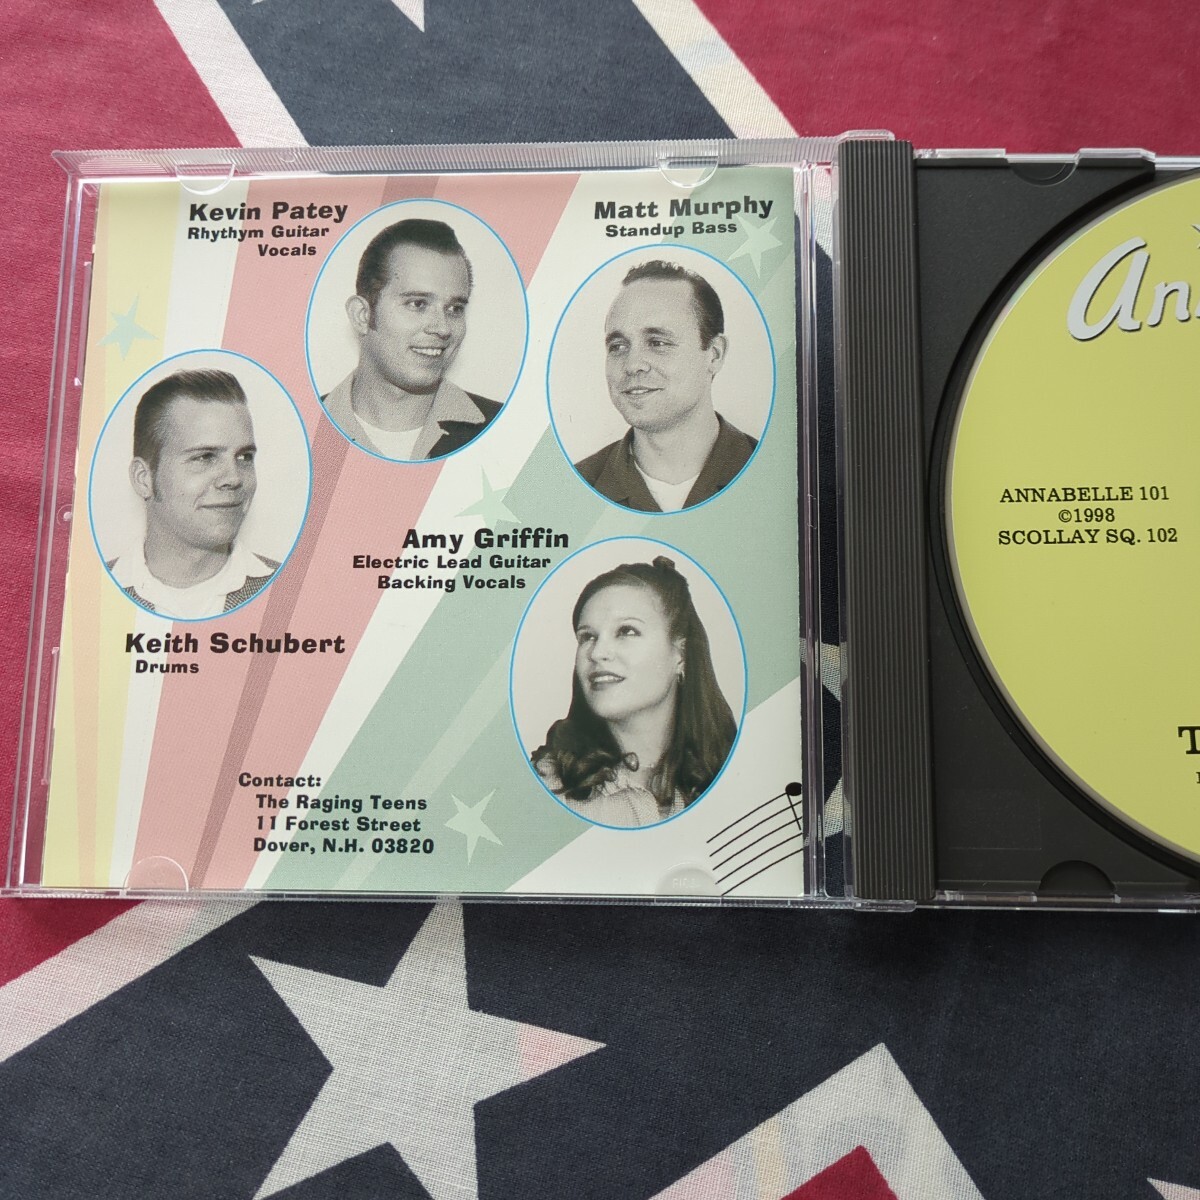 Kevin Patey
Rhythym Guitar
Vocals
Matt Murphy
Standup Bass
Amy Griffin
Electric Lead Guitar
Backing Vocals
Keith Schubert
Drums
Contact:
The Raging Teens
11 Forest Street
Dover, N.H. 03820
ANNABELLE 101
©1998
SCOLLAY SQ. 102